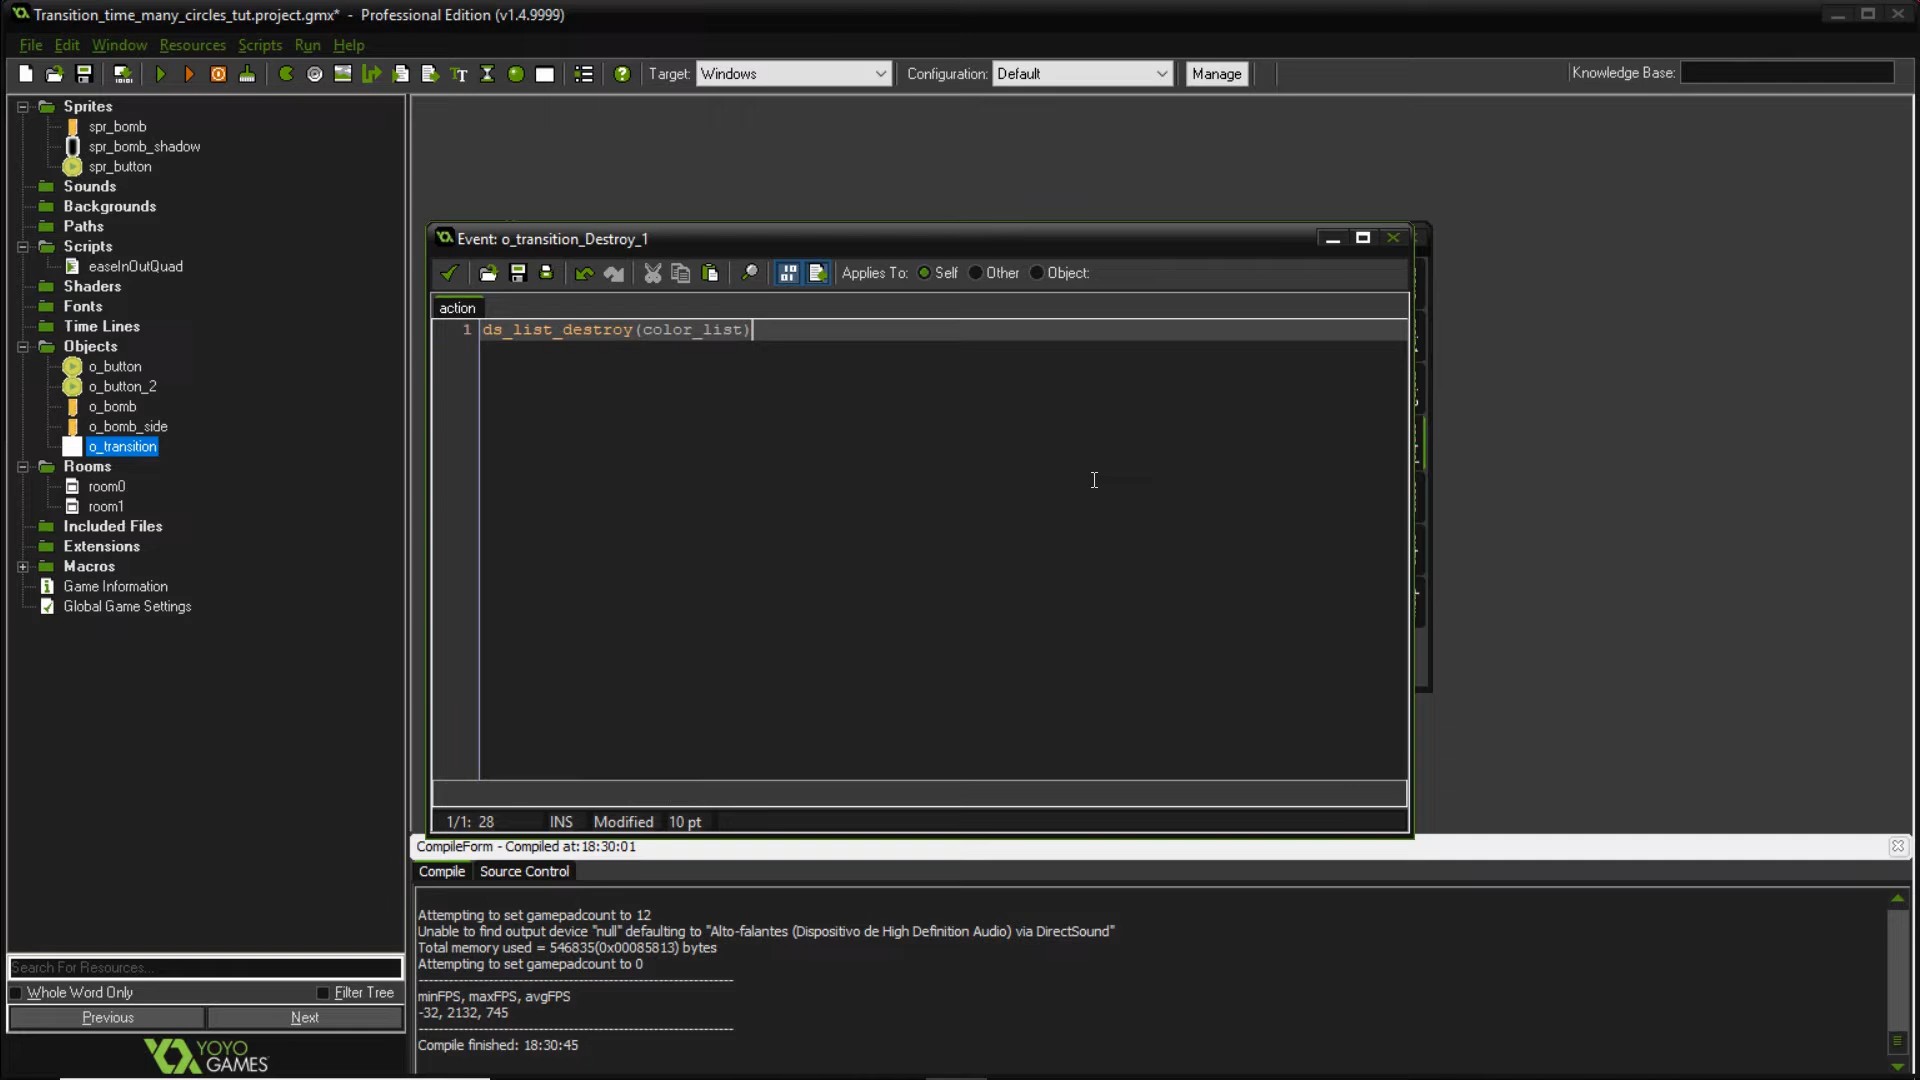 Transition_time_many_circles_tut.project.gmx* - Professional Edition (v1.4.9999)
File Edit Window Resources Scripts Run Help
Target: Windows Configuration: Default Manage Knowledge Base:
Sprites
spr_bomb
spr_bomb_shadow
spr_button
Sounds
Backgrounds
Paths
Scripts
easeInOutQuad
Shaders
Fonts
Time Lines
Objects
o_button
o_button_2
o_bomb
o_bomb_side
o_transition
Rooms
room0
room1
Included Files
Extensions
Macros
Game Information
Global Game Settings
Search For Resources...
Whole Word Only Filter Tree
Previous Next
YOYO
GAMES
Event: o_transition_Destroy_1
Applies To: Self Other Object:
action
1 ds_list_destroy(color_list)
1/1: 28 INS Modified 10 pt
CompileForm - Compiled at:18:30:01
Compile Source Control
Attempting to set gamepadcount to 12
Unable to find output device "null" defaulting to "Alto-falantes (Dispositivo de High Definition Audio) via DirectSound"
Total memory used = 546835(0x00085813) bytes
Attempting to set gamepadcount to 0
minFPS, maxFPS, avgFPS
-32, 2132, 745
Compile finished: 18:30:45